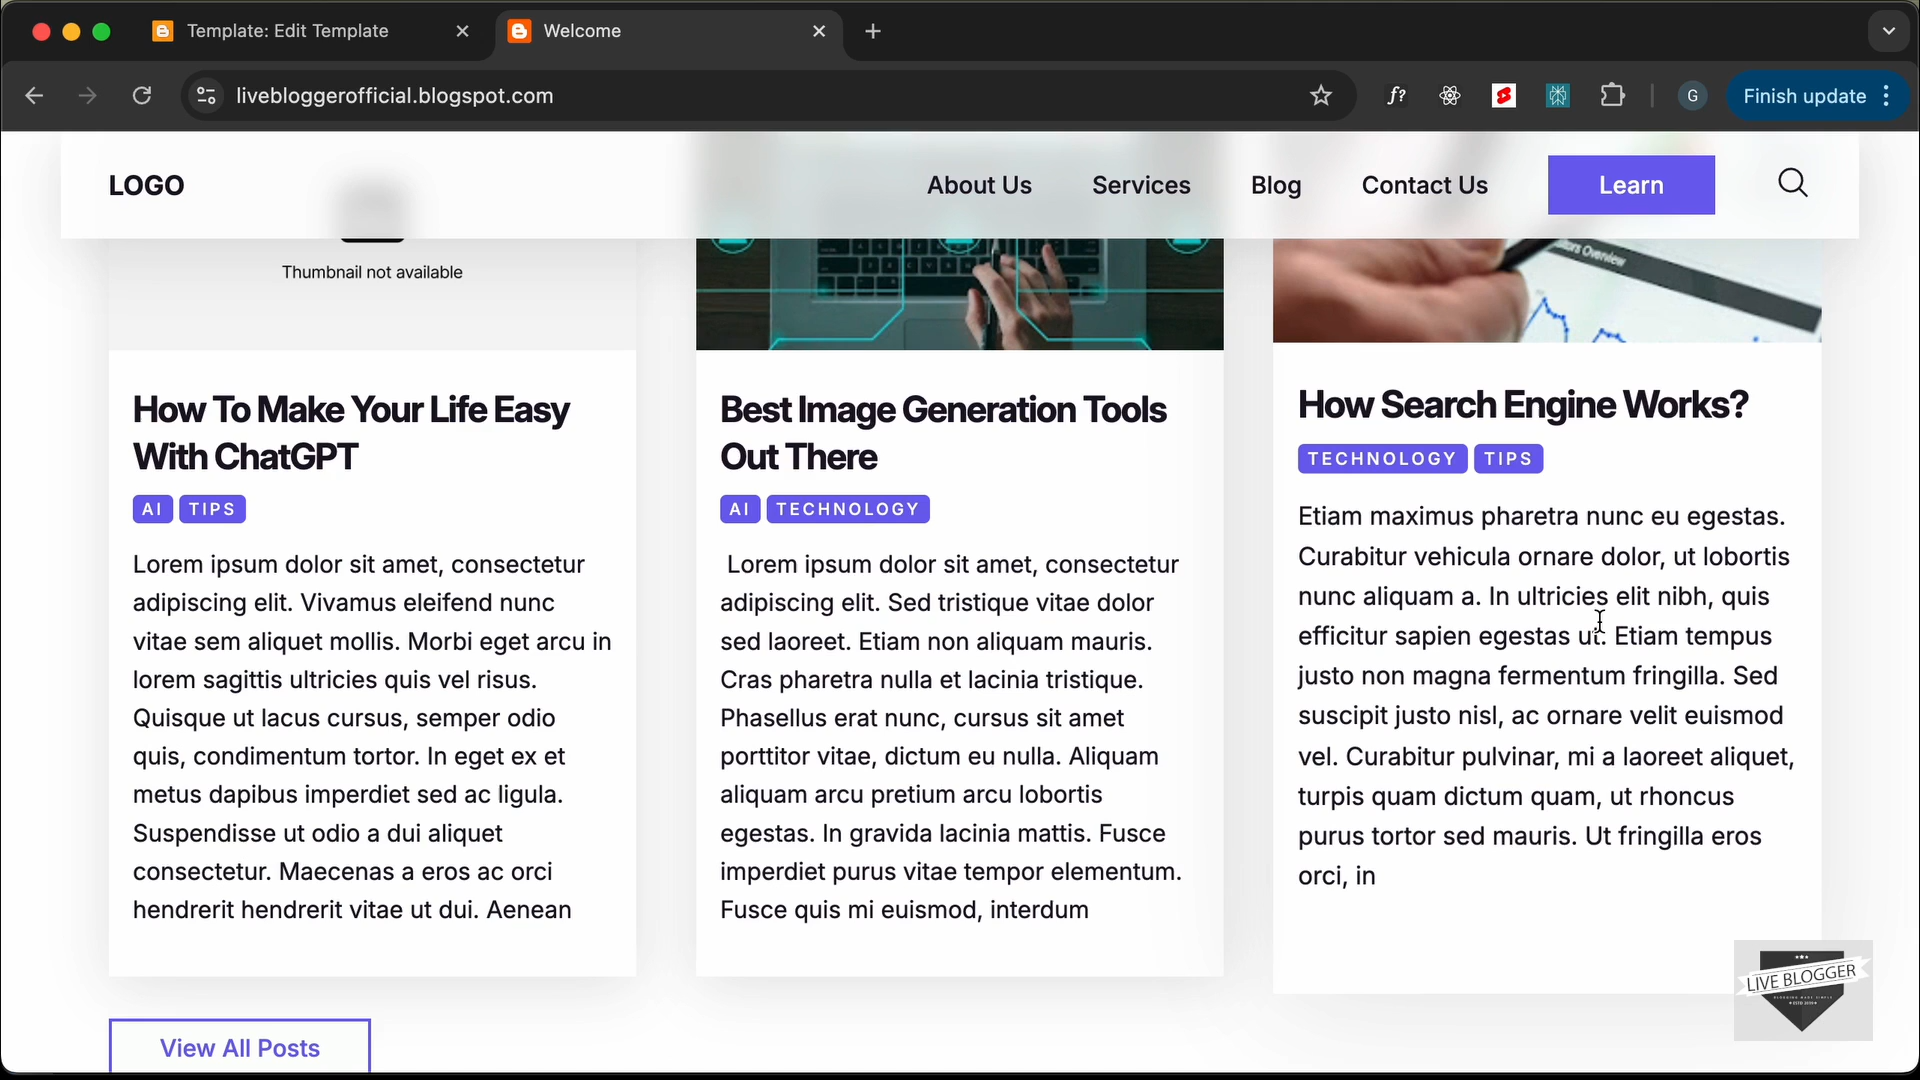 Template: Edit Template
Welcome
livebloggerofficial.blogspot.com
f?
G
Finish update
LOGO
About Us
Services
Blog
Contact Us
Learn
Thumbnail not available
How To Make Your Life Easy
With ChatGPT
AI TIPS
Lorem ipsum dolor sit amet, consectetur
adipiscing elit. Vivamus eleifend nunc
vitae sem aliquet mollis. Morbi eget arcu in
lorem sagittis ultricies quis vel risus.
Quisque ut lacus cursus, semper odio
quis, condimentum tortor. In eget ex et
metus dapibus imperdiet sed ac ligula.
Suspendisse ut odio a dui aliquet
consectetur. Maecenas a eros ac orci
hendrerit hendrerit vitae ut dui. Aenean
Best Image Generation Tools
Out There
AI TECHNOLOGY
Lorem ipsum dolor sit amet, consectetur
adipiscing elit. Sed tristique vitae dolor
sed laoreet. Etiam non aliquam mauris.
Cras pharetra nulla et lacinia tristique.
Phasellus erat nunc, cursus sit amet
porttitor vitae, dictum eu nulla. Aliquam
aliquam arcu pretium arcu lobortis
egestas. In gravida lacinia mattis. Fusce
imperdiet purus vitae tempor elementum.
Fusce quis mi euismod, interdum
Overview
How Search Engine Works?
TECHNOLOGY TIPS
Etiam maximus pharetra nunc eu egestas.
Curabitur vehicula ornare dolor, ut lobortis
nunc aliquam a. In ultricies elit nibh, quis
efficitur sapien egestas ut. Etiam tempus
justo non magna fermentum fringilla. Sed
suscipit justo nisl, ac ornare velit euismod
vel. Curabitur pulvinar, mi a laoreet aliquet,
turpis quam dictum quam, ut rhoncus
purus tortor sed mauris. Ut fringilla eros
orci, in
View All Posts
LIVE BLOGGER